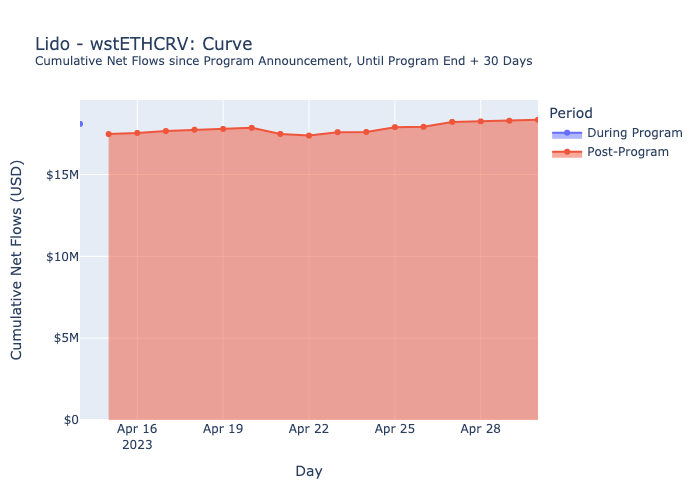 Lido - wstETHCRV: Curve
Cumulative Net Flows since Program Announcement, Until Program End + 30 Days
Period
During Program
Post-Program
Cumulative Net Flows (USD)
$15M
$10M
$5M
$0
Apr 16
2023
Apr 19
Apr 22
Apr 25
Apr 28
Day